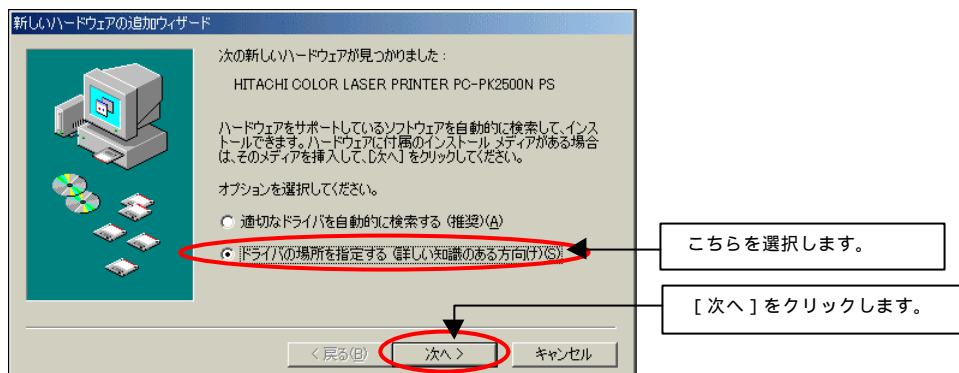 新しいハードウェアの追加ウィザード
次の新しいハードウェアが見つかりました :
HITACHI COLOR LASER PRINTER PC-PK2500N PS
ハードウェアをサポートしているソフトウェアを自動的に検索して、インス
トールできます。ハードウェアに付属のインストール メディアがある場合
は、そのメディアを挿入して、[次へ] をクリックしてください。
オプションを選択してください。
適切なドライバを自動的に検索する (推奨)(A)
ドライバの場所を指定する (詳しい知識のある方向け)(S)
こちらを選択します。
[ 次へ ] をクリックします。
< 戻る(B)
次へ >
キャンセル